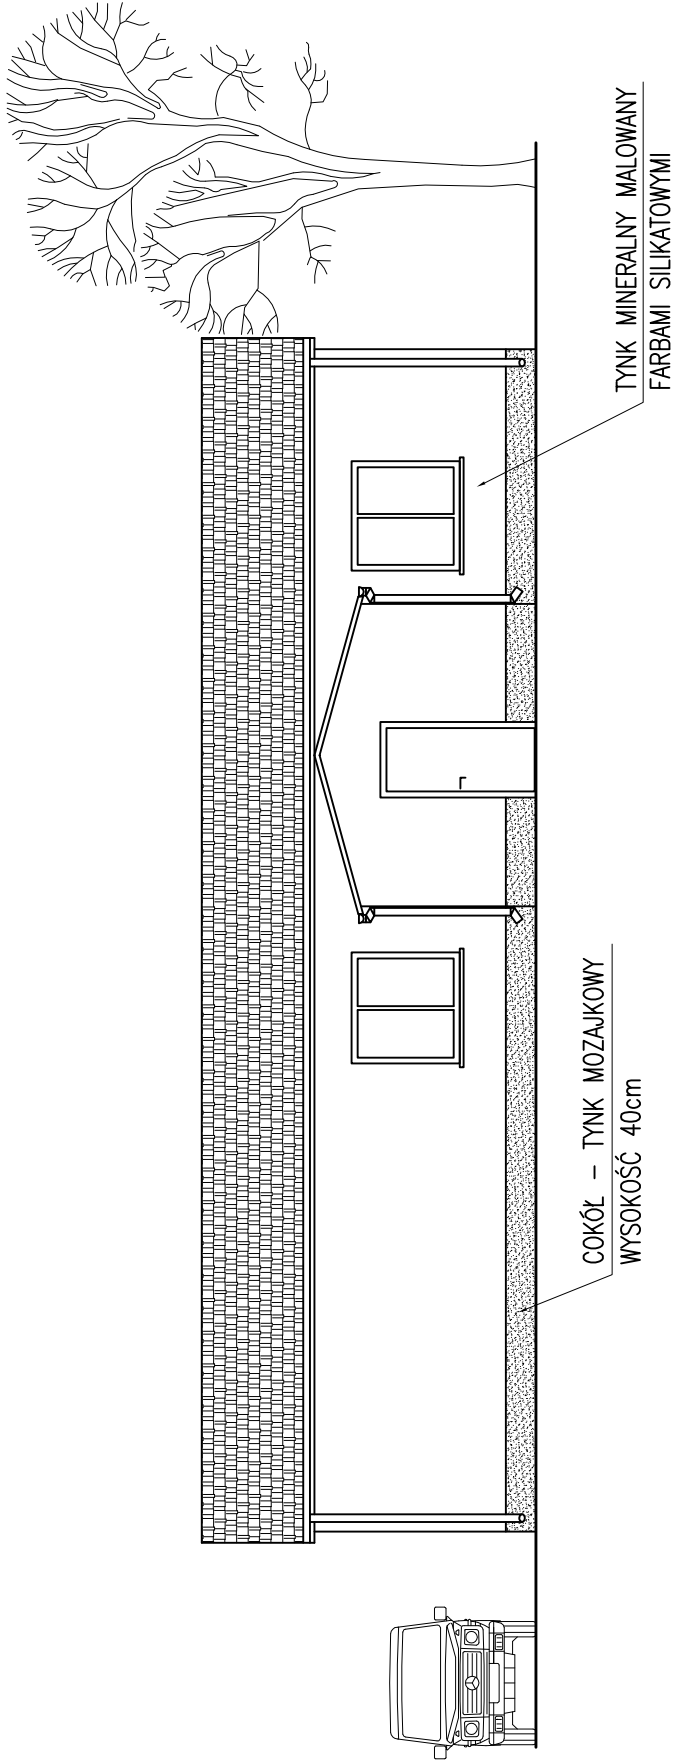 COKÓŁ - TYNK MOZAJKOWY
WYSOKOŚĆ 40cm
TYNK MINERALNY MALOWANY
FARBAMI SILIKATOWYMI